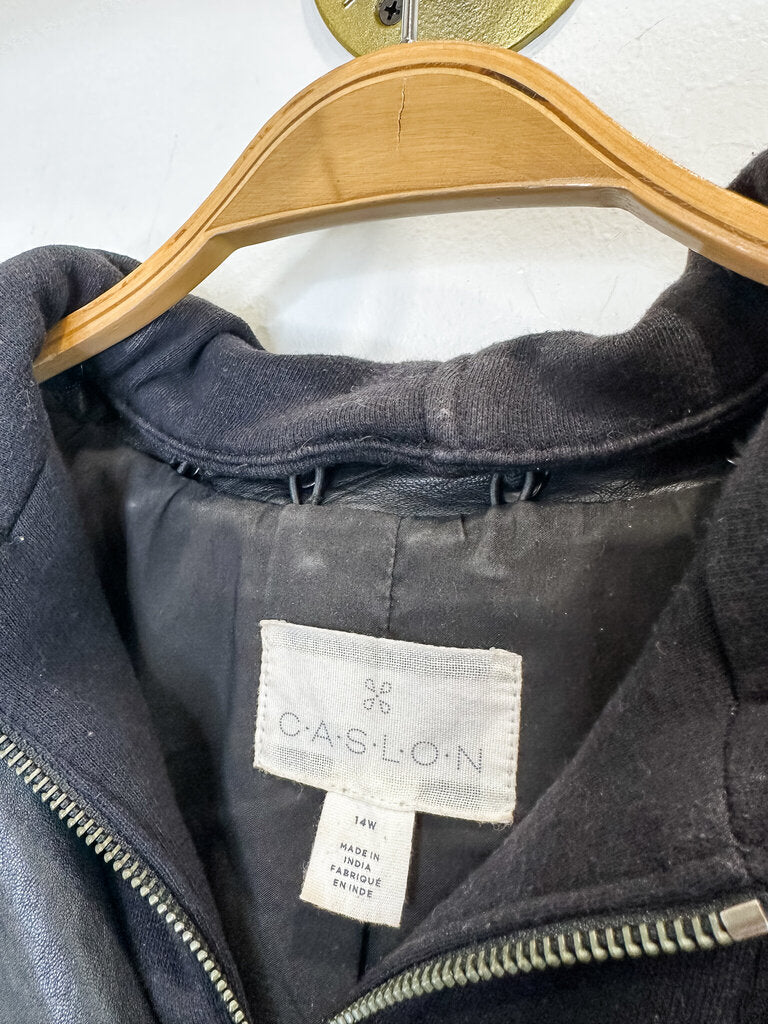 C·A·S·L·O·N
14W
MADE IN
INDIA
FABRIQUÉ
EN INDE